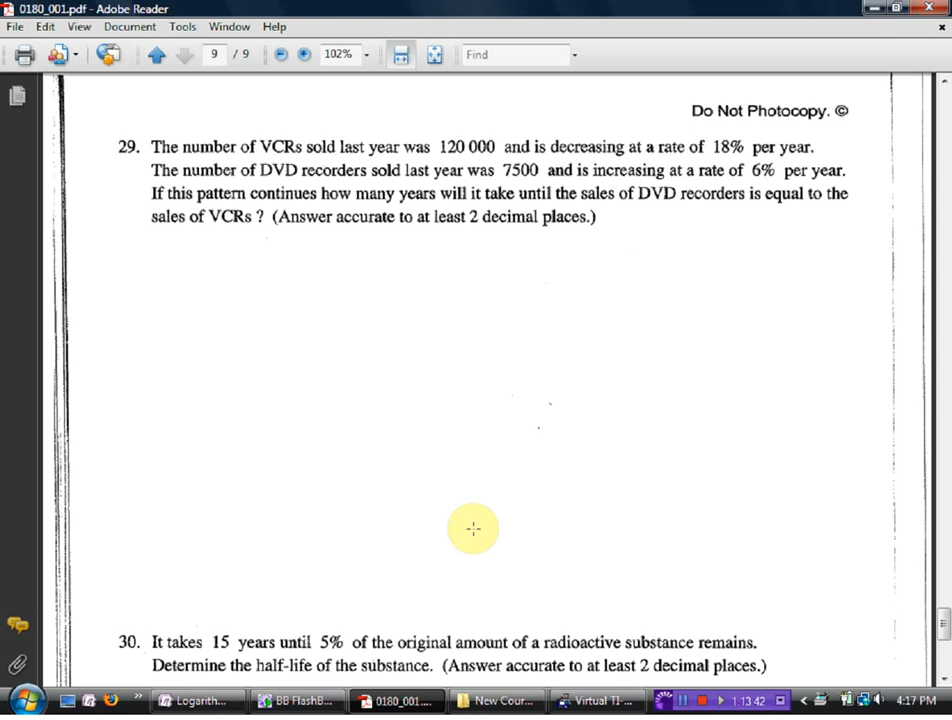 0180_001.pdf - Adobe Reader
File Edit View Document Tools Window Help
9 / 9 102% Find
Do Not Photocopy. ©
29. The number of VCRs sold last year was 120 000 and is decreasing at a rate of 18% per year.
The number of DVD recorders sold last year was 7500 and is increasing at a rate of 6% per year.
If this pattern continues how many years will it take until the sales of DVD recorders is equal to the
sales of VCRs ? (Answer accurate to at least 2 decimal places.)
30. It takes 15 years until 5% of the original amount of a radioactive substance remains.
Determine the half-life of the substance. (Answer accurate to at least 2 decimal places.)
Logarith... BB FlashB... 0180_001.... New Cour... Virtual TI-... 1:13:42 4:17 PM